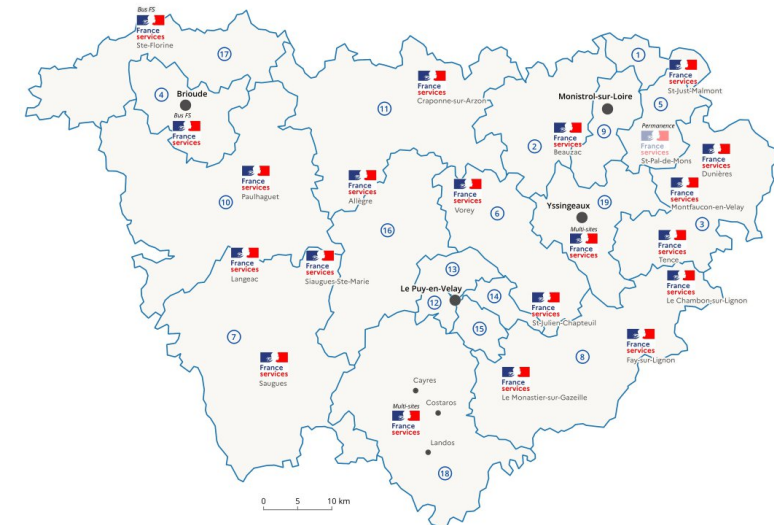 Bus FS
France
services
Ste-Florine
17
1
France
services
St-Just-Malmont
4
Brioude
Bus FS
France
services
11
France
services
Craponne-sur-Arzon
Monistrol-sur-Loire
5
2
France
services
Beauzac
9
Permanence
France
services
St-Pal-de-Mons
France
services
Dunières
France
services
Paulhaguet
10
France
services
Allègre
France
services
Vorey
6
19
Yssingeaux
Multi-sites
France
services
France
services
Montfaucon-en-Velay
3
16
France
services
Tence
France
services
Langeac
France
services
Siaugues-Ste-Marie
13
Le Puy-en-Velay
12
14
15
France
services
St-Julien-Chapteuil
France
services
Le Chambon-sur-Lignon
7
France
services
Saugues
France
services
Fay-sur-Lignon
8
France
services
Le Monastier-sur-Gazeille
Cayres
Multi-sites
France
services
Costaros
Landos
18
0 5 10 km